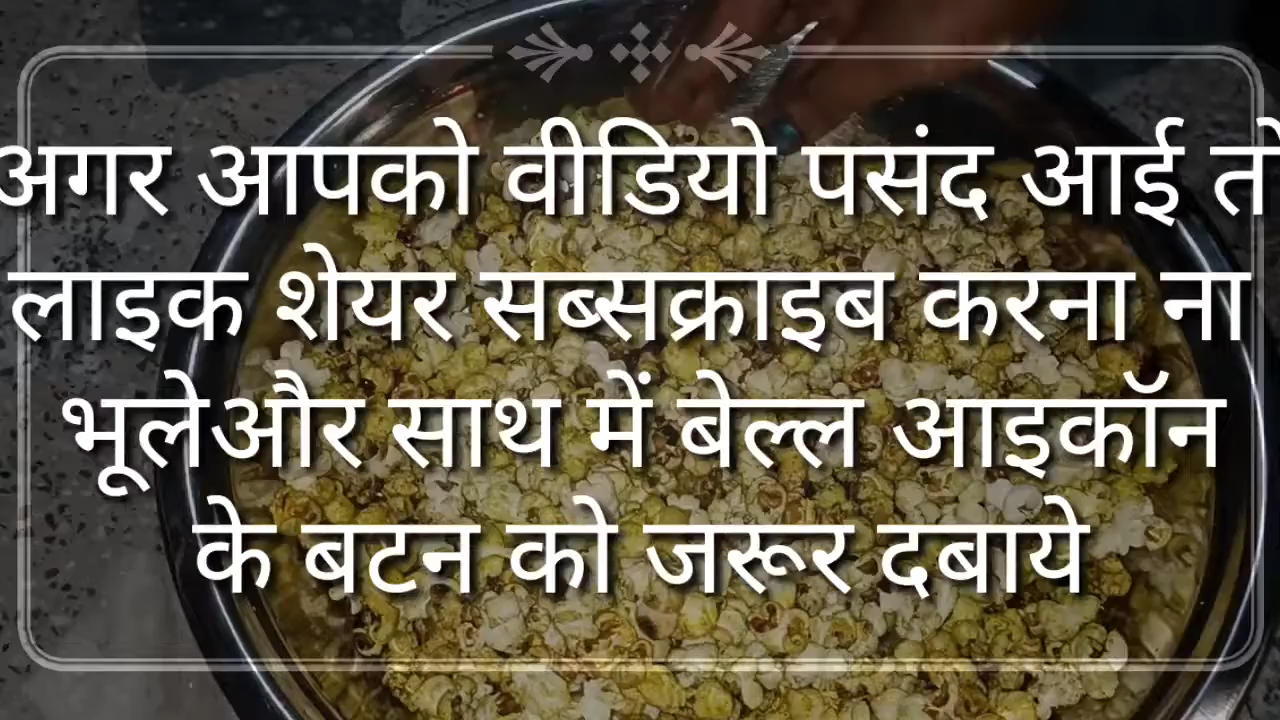 अगर आपको वीडियो पसंद आई तो
लाइक शेयर सब्सक्राइब करना ना
भूलेऔर साथ में बेल्ल आइकॉन
के बटन को जरूर दबाये